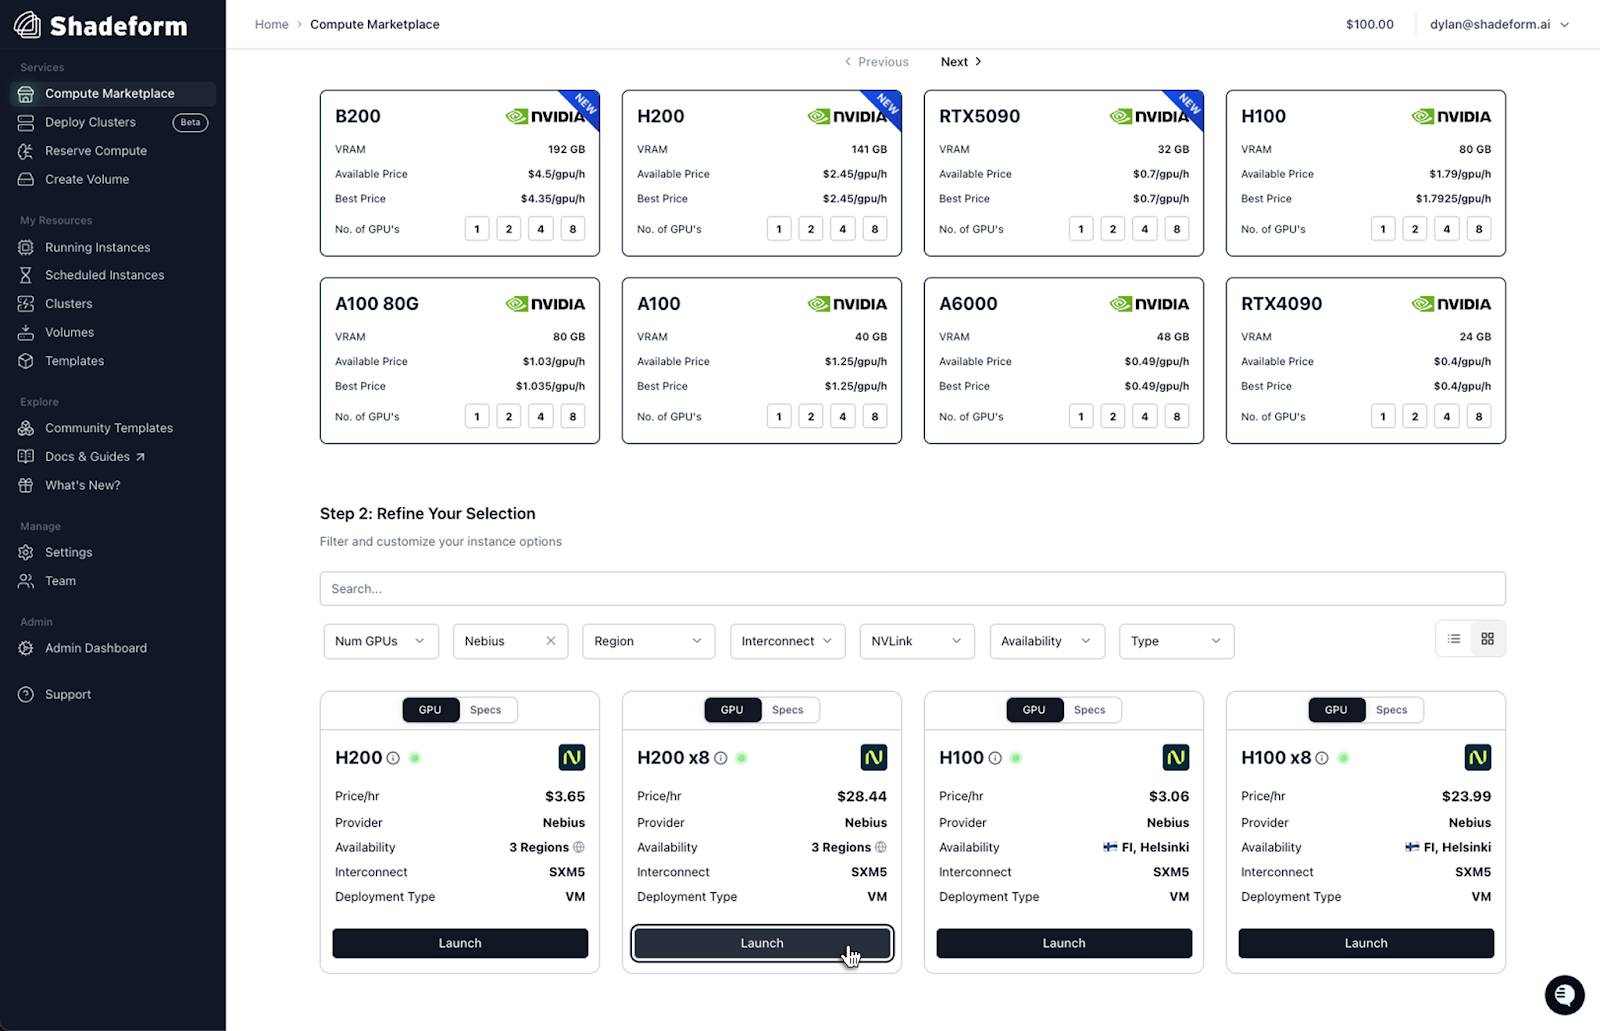 Shadeform
Services
Compute Marketplace
Deploy Clusters Beta
Reserve Compute
Create Volume
My Resources
Running Instances
Scheduled Instances
Clusters
Volumes
Templates
Explore
Community Templates
Docs & Guides
What's New?
Manage
Settings
Team
Admin
Admin Dashboard
Support
Home > Compute Marketplace
$100.00 dylan@shadeform.ai
Previous Next
B200 NVIDIA NEW
VRAM 192 GB
Available Price $4.5/gpu/h
Best Price $4.35/gpu/h
No. of GPU's 1 2 4 8
H200 NVIDIA NEW
VRAM 141 GB
Available Price $2.45/gpu/h
Best Price $2.45/gpu/h
No. of GPU's 1 2 4 8
RTX5090 NVIDIA NEW
VRAM 32 GB
Available Price $0.7/gpu/h
Best Price $0.7/gpu/h
No. of GPU's 1 2 4 8
H100 NVIDIA
VRAM 80 GB
Available Price $1.79/gpu/h
Best Price $1.7925/gpu/h
No. of GPU's 1 2 4 8
A100 80G NVIDIA
VRAM 80 GB
Available Price $1.03/gpu/h
Best Price $1.035/gpu/h
No. of GPU's 1 2 4 8
A100 NVIDIA
VRAM 40 GB
Available Price $1.25/gpu/h
Best Price $1.25/gpu/h
No. of GPU's 1 2 4 8
A6000 NVIDIA
VRAM 48 GB
Available Price $0.49/gpu/h
Best Price $0.49/gpu/h
No. of GPU's 1 2 4 8
RTX4090 NVIDIA
VRAM 24 GB
Available Price $0.4/gpu/h
Best Price $0.4/gpu/h
No. of GPU's 1 2 4 8
Step 2: Refine Your Selection
Filter and customize your instance options
Search...
Num GPUs Nebius Region Interconnect NVLink Availability Type
GPU Specs
H200
Price/hr $3.65
Provider Nebius
Availability 3 Regions
Interconnect SXM5
Deployment Type VM
Launch
GPU Specs
H200 x8
Price/hr $28.44
Provider Nebius
Availability 3 Regions
Interconnect SXM5
Deployment Type VM
Launch
GPU Specs
H100
Price/hr $3.06
Provider Nebius
Availability FI, Helsinki
Interconnect SXM5
Deployment Type VM
Launch
GPU Specs
H100 x8
Price/hr $23.99
Provider Nebius
Availability FI, Helsinki
Interconnect SXM5
Deployment Type VM
Launch